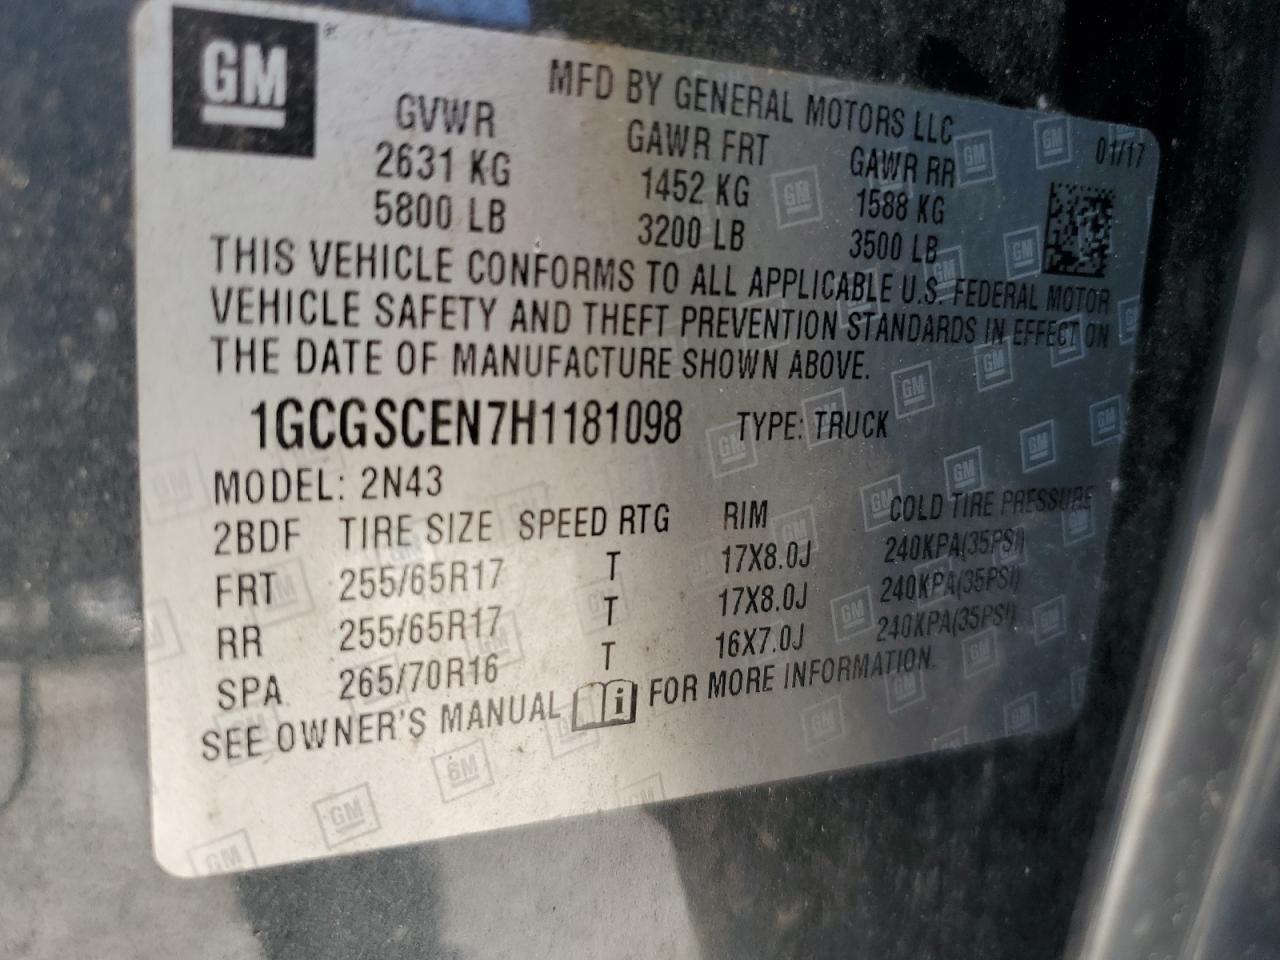 GM
MFD BY GENERAL MOTORS LLC
01/17
GVWR GAWR FRT GAWR RR
2631 KG 1452 KG 1588 KG
5800 LB 3200 LB 3500 LB
THIS VEHICLE CONFORMS TO ALL APPLICABLE U.S. FEDERAL MOTOR
VEHICLE SAFETY AND THEFT PREVENTION STANDARDS IN EFFECT ON
THE DATE OF MANUFACTURE SHOWN ABOVE.
1GCGSCEN7H1181098 TYPE: TRUCK
MODEL: 2N43
2BDF TIRE SIZE SPEED RTG RIM COLD TIRE PRESSURE
FRT 255/65R17 T 17X8.0J 240KPA(35PSI)
RR 255/65R17 T 17X8.0J 240KPA(35PSI)
SPA 265/70R16 T 16X7.0J 240KPA(35PSI)
SEE OWNER'S MANUAL i FOR MORE INFORMATION.